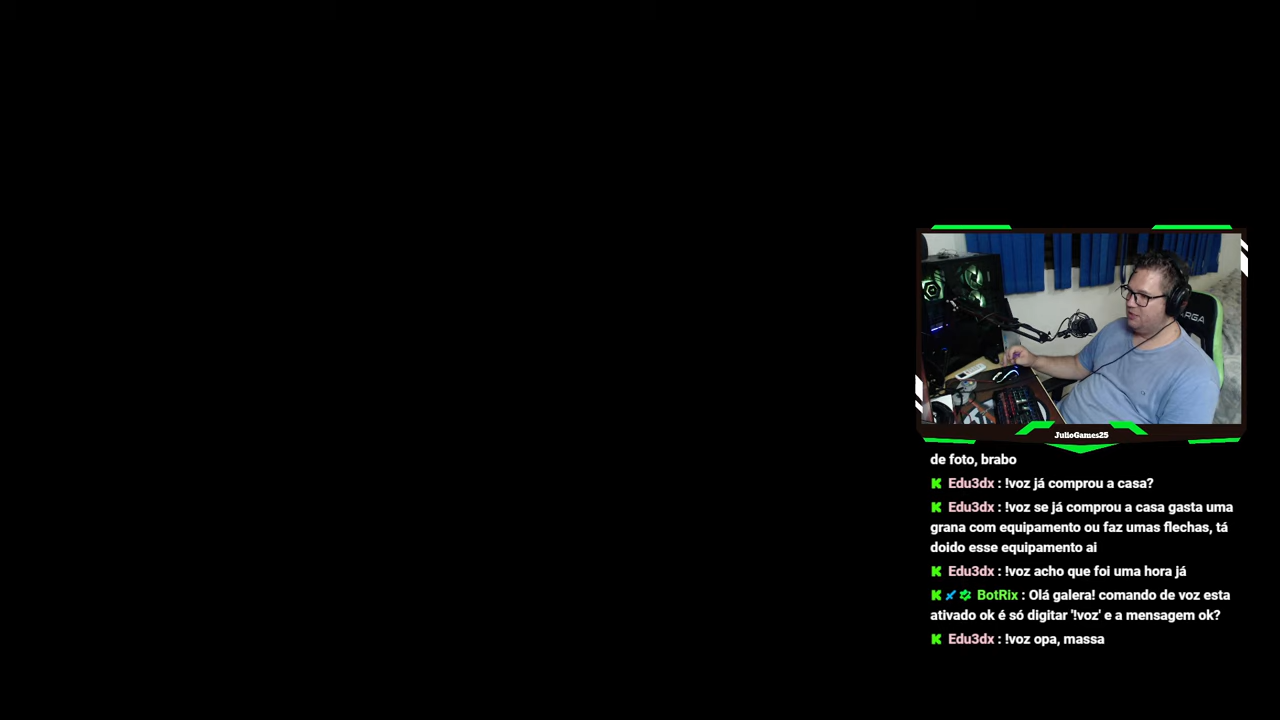 ARGA
JulioGames25
de foto, brabo
Edu3dx : !voz já comprou a casa?
Edu3dx : !voz se já comprou a casa gasta uma
grana com equipamento ou faz umas flechas, tá
doido esse equipamento ai
Edu3dx : !voz acho que foi uma hora já
BotRix : Olá galera! comando de voz esta
ativado ok é só digitar '!voz' e a mensagem ok?
Edu3dx : !voz opa, massa